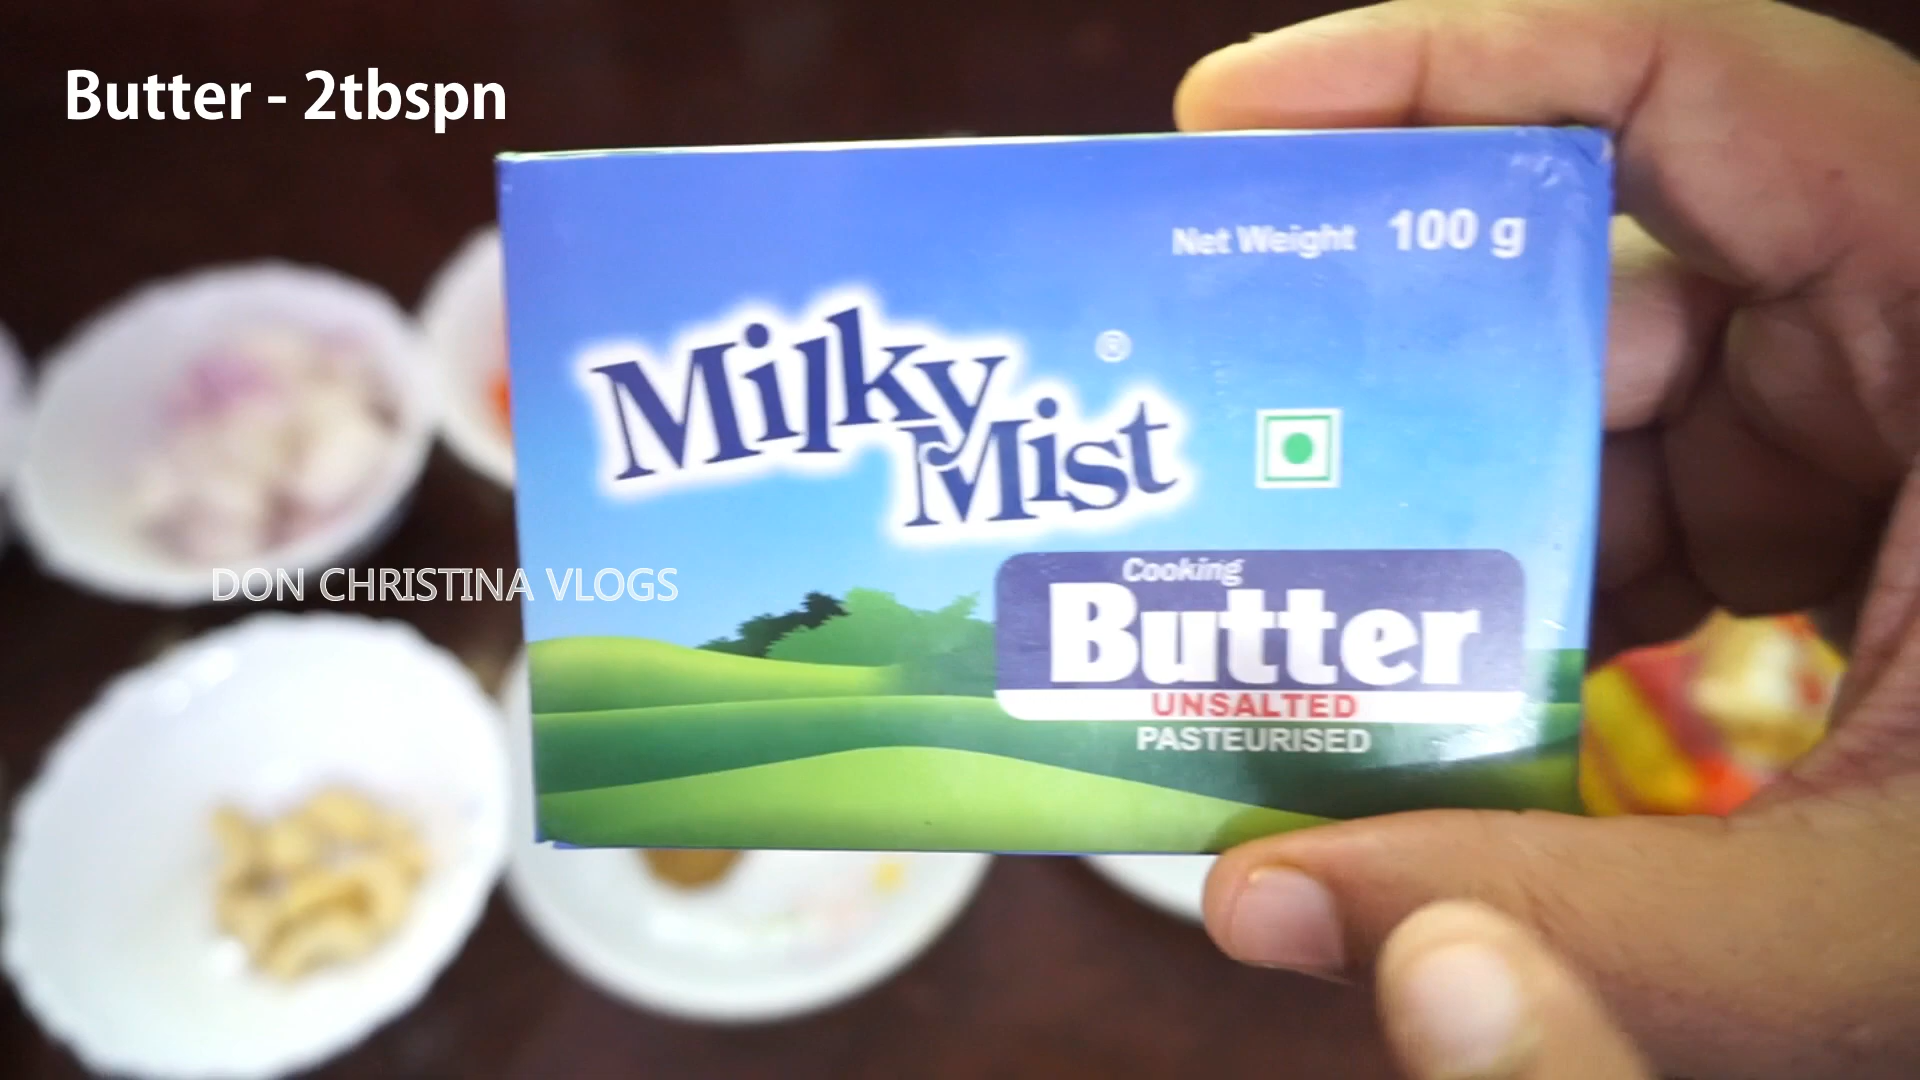 Butter - 2tbspn
Net Weight 100 g
Milky
®
Mist
Cooking
Butter
UNSALTED
PASTEURISED
DON CHRISTINA VLOGS